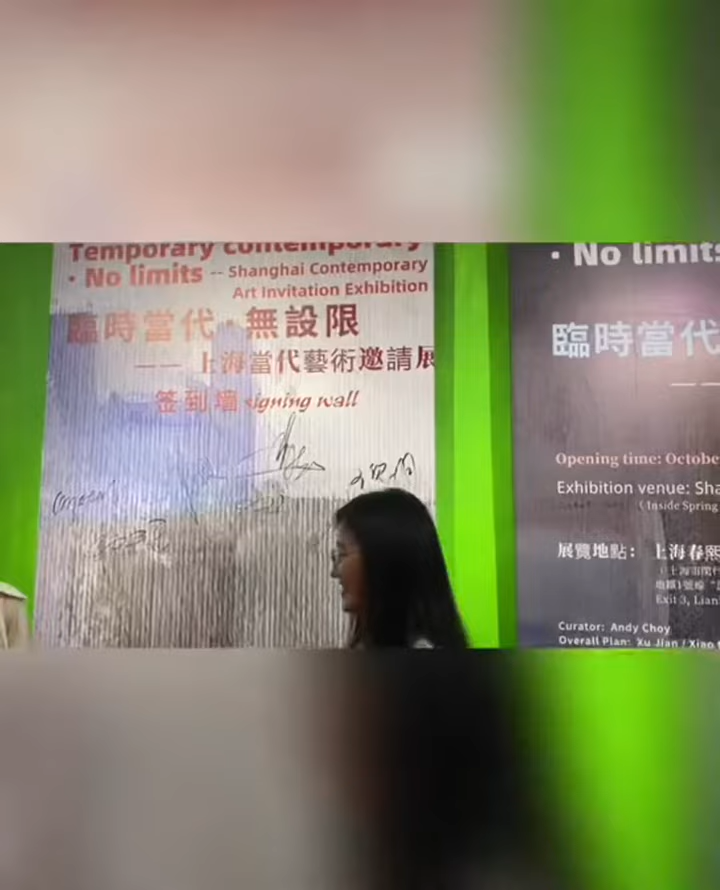 Temporary contemporary
· No limits -- Shanghai Contemporary
Art Invitation Exhibition
臨時當代·無設限
—— 上海當代藝術邀請展
签到墙 signing wall
· No limits
臨時當代
Opening time: Octobe
Exhibition venue: Sha
( Inside Spring
展覽地點： 上海春熙
Exit 3, Lian
Curator: Andy Choy
Overall Plan: Xu Jian / Xiao